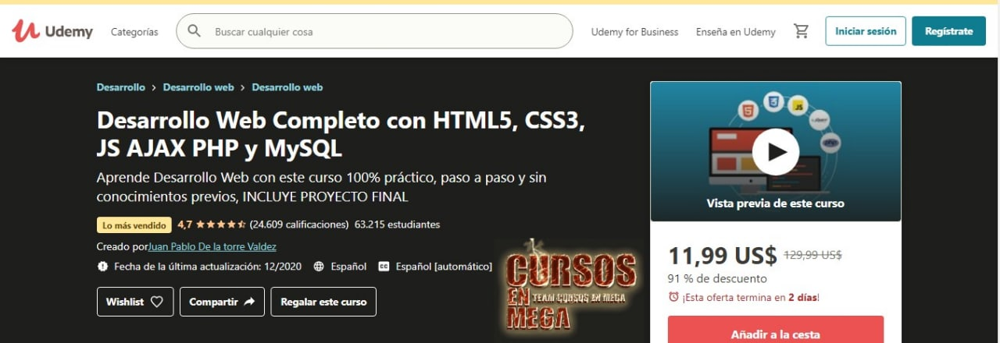 Udemy
Categorías
Buscar cualquier cosa
Udemy for Business
Enseña en Udemy
Iniciar sesión
Regístrate
Desarrollo > Desarrollo web > Desarrollo web
Desarrollo Web Completo con HTML5, CSS3,
JS AJAX PHP y MySQL
Aprende Desarrollo Web con este curso 100% práctico, paso a paso y sin
conocimientos previos, INCLUYE PROYECTO FINAL
Lo más vendido 4,7 (24.609 calificaciones) 63.215 estudiantes
Creado porJuan Pablo De la torre Valdez
Fecha de la última actualización: 12/2020 Español CC Español [automático]
Wishlist
Compartir
Regalar este curso
CURSOS
EN TEAM CURSOS EN MEGA
MEGA
JS
php
Vista previa de este curso
11,99 US$ 129,99 US$
91 % de descuento
¡Esta oferta termina en 2 días!
Añadir a la cesta